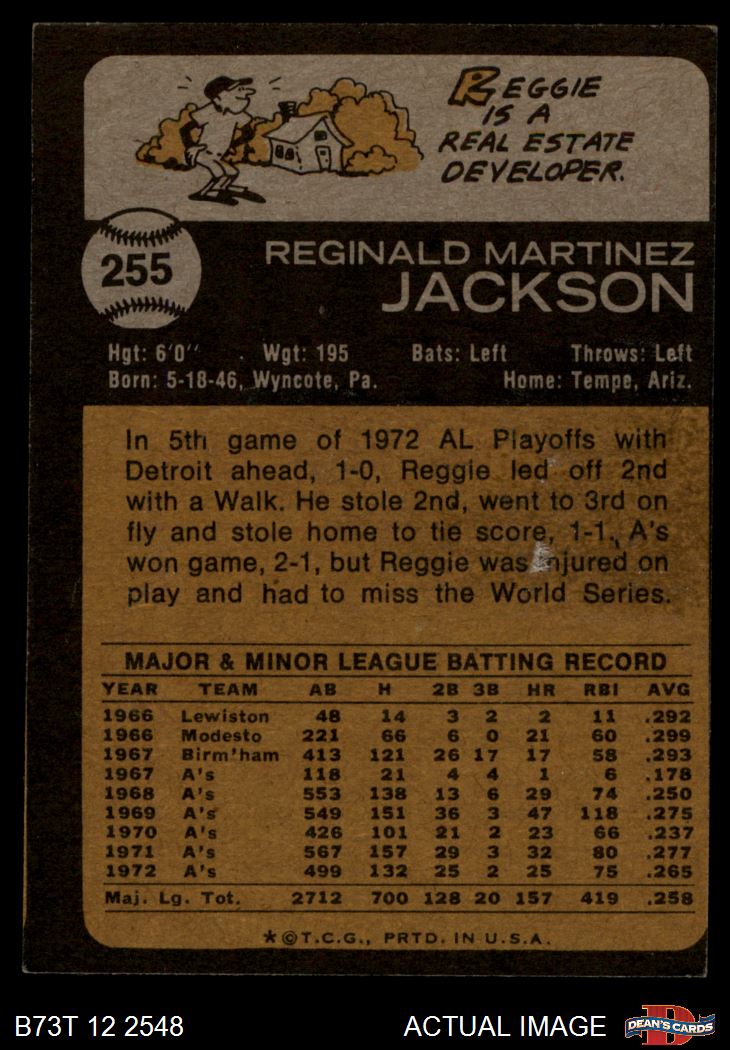 REGGIE
IS A
REAL ESTATE
DEVELOPER.
255
REGINALD MARTINEZ
JACKSON
Hgt: 6'0" Wgt: 195 Bats: Left Throws: Left
Born: 5-18-46, Wyncote, Pa. Home: Tempe, Ariz.
In 5th game of 1972 AL Playoffs with
Detroit ahead, 1-0, Reggie led off 2nd
with a Walk. He stole 2nd, went to 3rd on
fly and stole home to tie score, 1-1., A's
won game, 2-1, but Reggie was injured on
play and had to miss the World Series.
MAJOR & MINOR LEAGUE BATTING RECORD
YEAR TEAM AB H 2B 3B HR RBI AVG
1966 Lewiston 48 14 3 2 2 11 .292
1966 Modesto 221 66 6 0 21 60 .299
1967 Birm'ham 413 121 26 17 17 58 .293
1967 A's 118 21 4 4 1 6 .178
1968 A's 553 138 13 6 29 74 .250
1969 A's 549 151 36 3 47 118 .275
1970 A's 426 101 21 2 23 66 .237
1971 A's 567 157 29 3 32 80 .277
1972 A's 499 132 25 2 25 75 .265
Maj. Lg. Tot. 2712 700 128 20 157 419 .258
*©T.C.G., PRTD. IN U.S.A.
B73T 12 2548 ACTUAL IMAGE DEAN'S CARDS